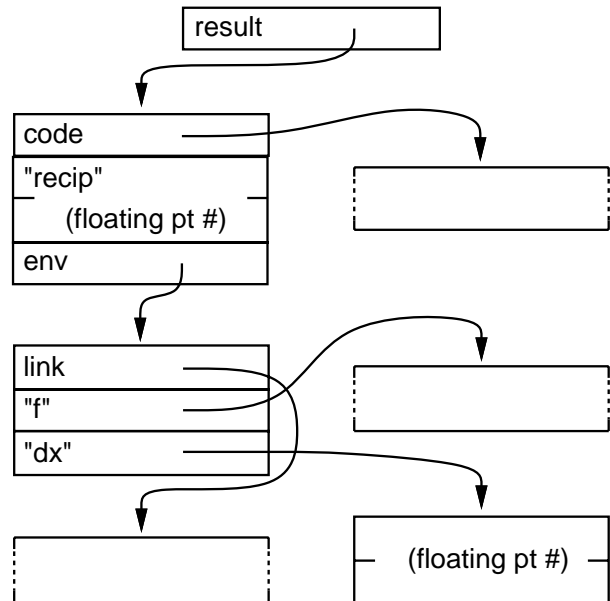 result
code
"recip"
(floating pt #)
env
link
"f"
"dx"
(floating pt #)